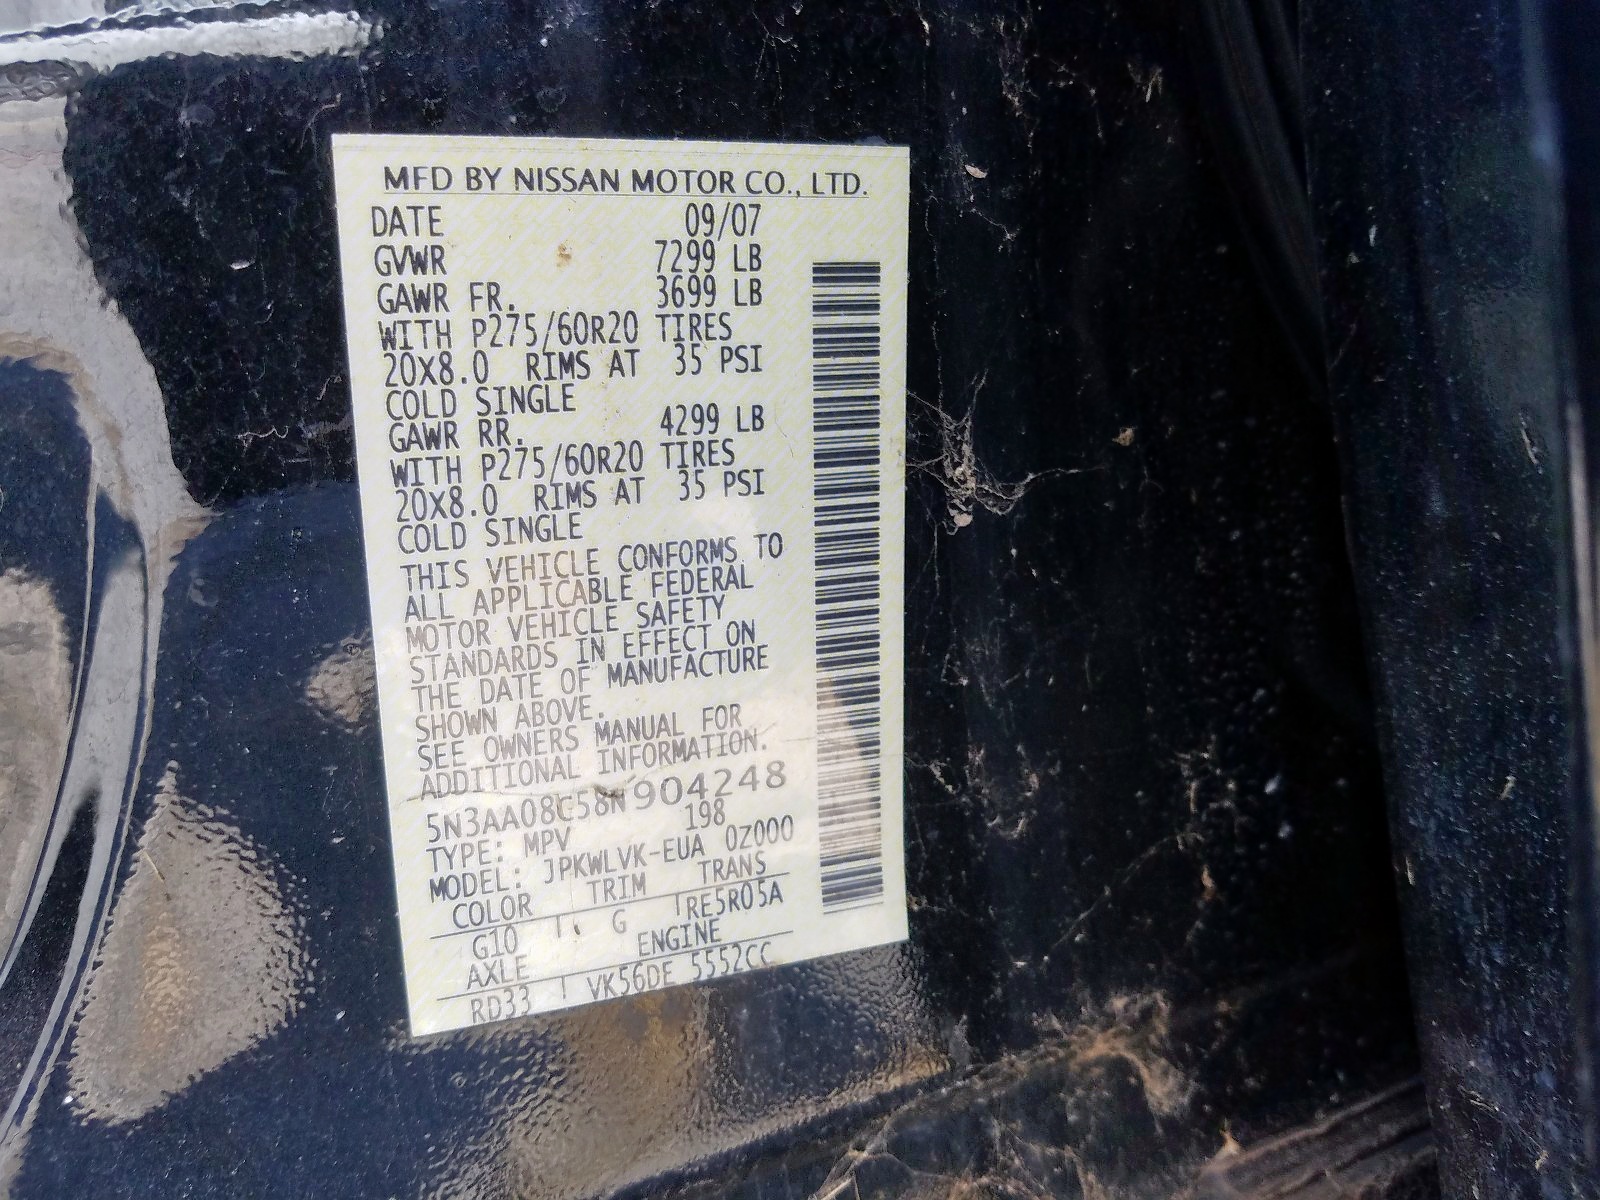 MFD BY NISSAN MOTOR CO., LTD.
DATE 09/07
GVWR 7299 LB
GAWR FR. 3699 LB
WITH P275/60R20 TIRES
20X8.0 RIMS AT 35 PSI
COLD SINGLE
GAWR RR. 4299 LB
WITH P275/60R20 TIRES
20X8.0 RIMS AT 35 PSI
COLD SINGLE
THIS VEHICLE CONFORMS TO
ALL APPLICABLE FEDERAL
MOTOR VEHICLE SAFETY
STANDARDS IN EFFECT ON
THE DATE OF MANUFACTURE
SHOWN ABOVE.
SEE OWNERS MANUAL FOR
ADDITIONAL INFORMATION.
5N3AA08C58N904248
TYPE: MPV 198
MODEL: JPKWLVK-EUA 0Z000
COLOR TRIM TRANS
G10 G RE5R05A
AXLE ENGINE
RD33 VK56DE 5552CC